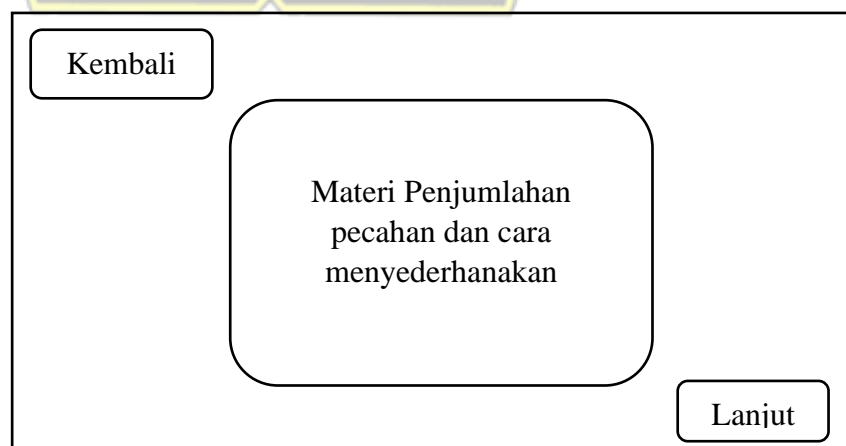 Kembali
Materi Penjumlahan
pecahan dan cara
menyederhanakan
Lanjut